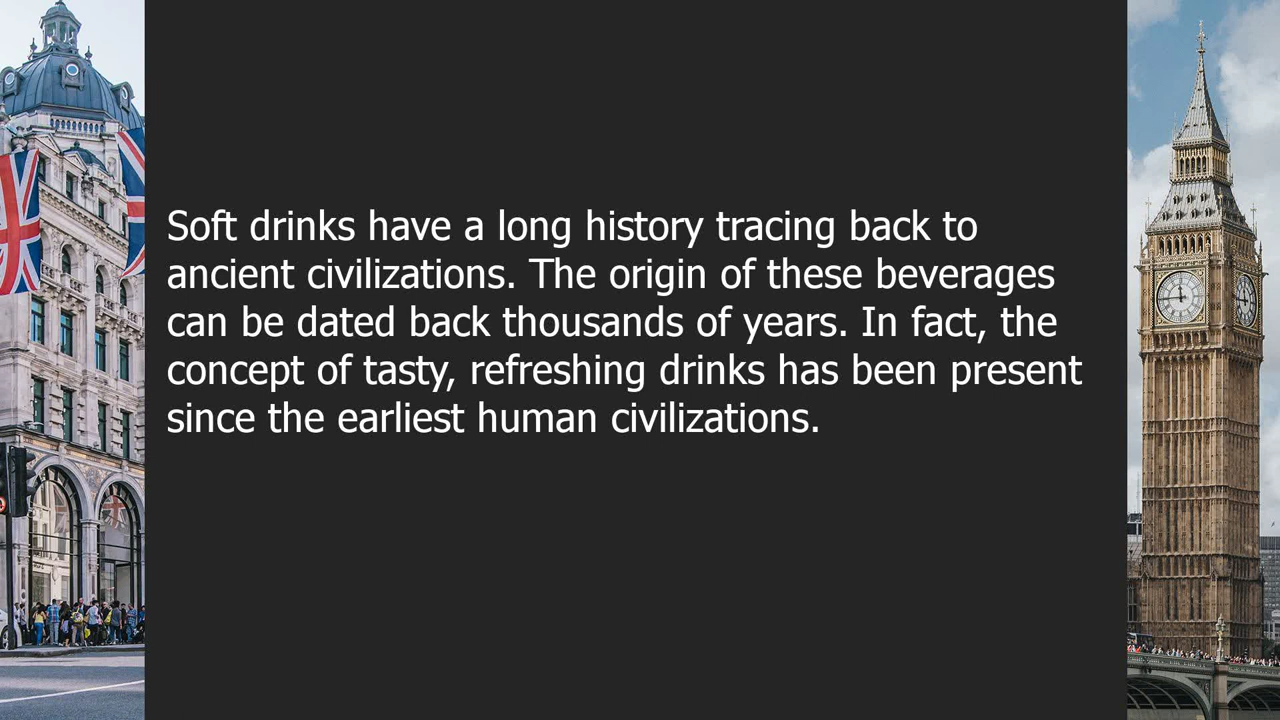 Soft drinks have a long history tracing back to
ancient civilizations. The origin of these beverages
can be dated back thousands of years. In fact, the
concept of tasty, refreshing drinks has been present
since the earliest human civilizations.